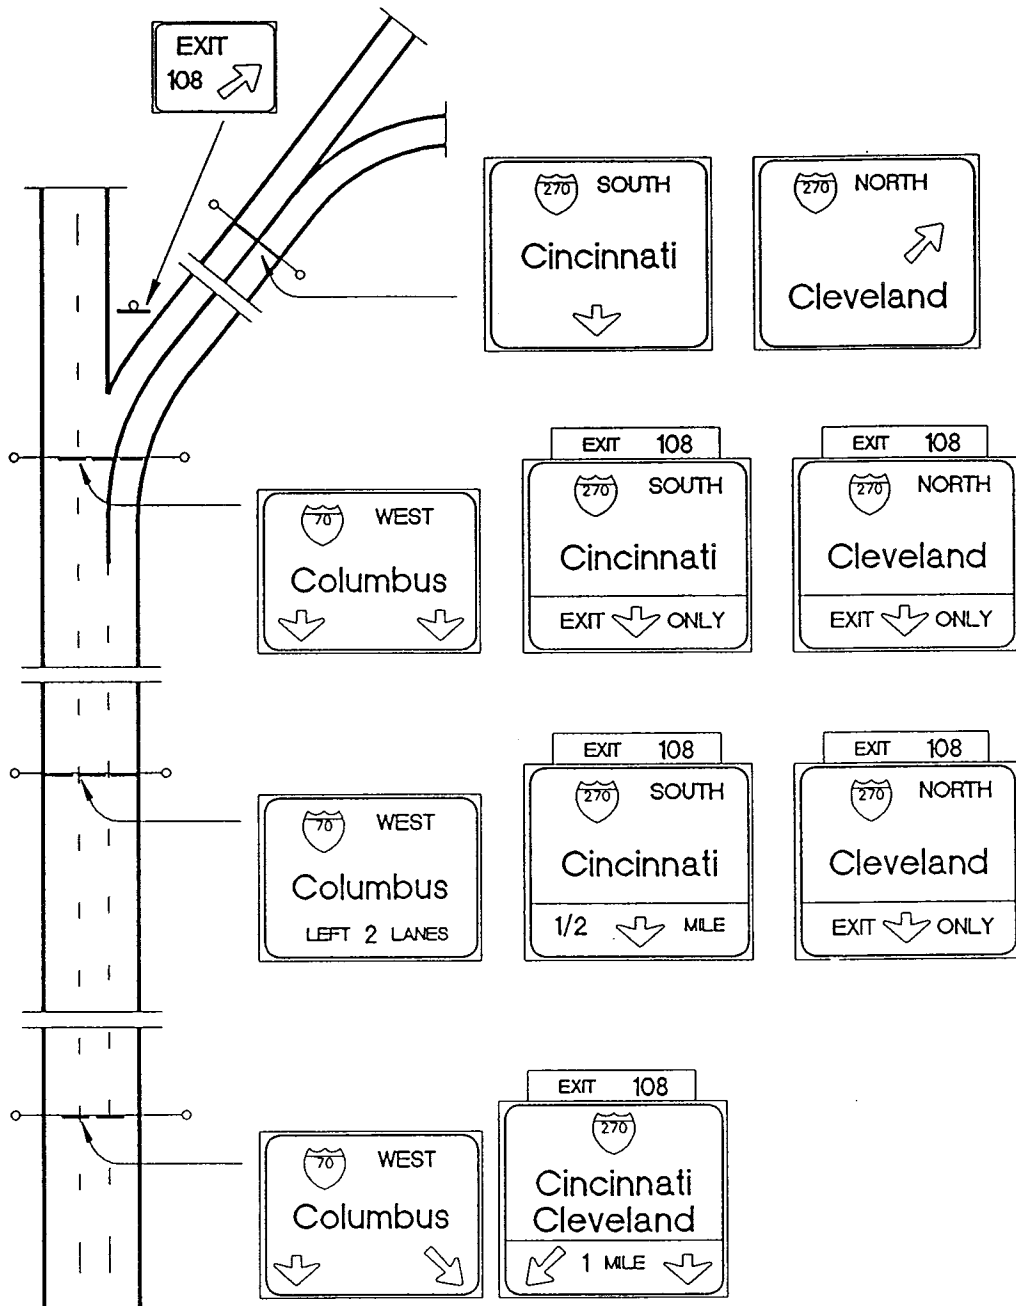 EXIT
108
270 SOUTH
Cincinnati
270 NORTH
Cleveland
70 WEST
Columbus
EXIT 108
270 SOUTH
Cincinnati
EXIT ONLY
EXIT 108
270 NORTH
Cleveland
EXIT ONLY
70 WEST
Columbus
LEFT 2 LANES
EXIT 108
270 SOUTH
Cincinnati
1/2 MILE
EXIT 108
270 NORTH
Cleveland
EXIT ONLY
70 WEST
Columbus
EXIT 108
270
Cincinnati
Cleveland
1 MILE